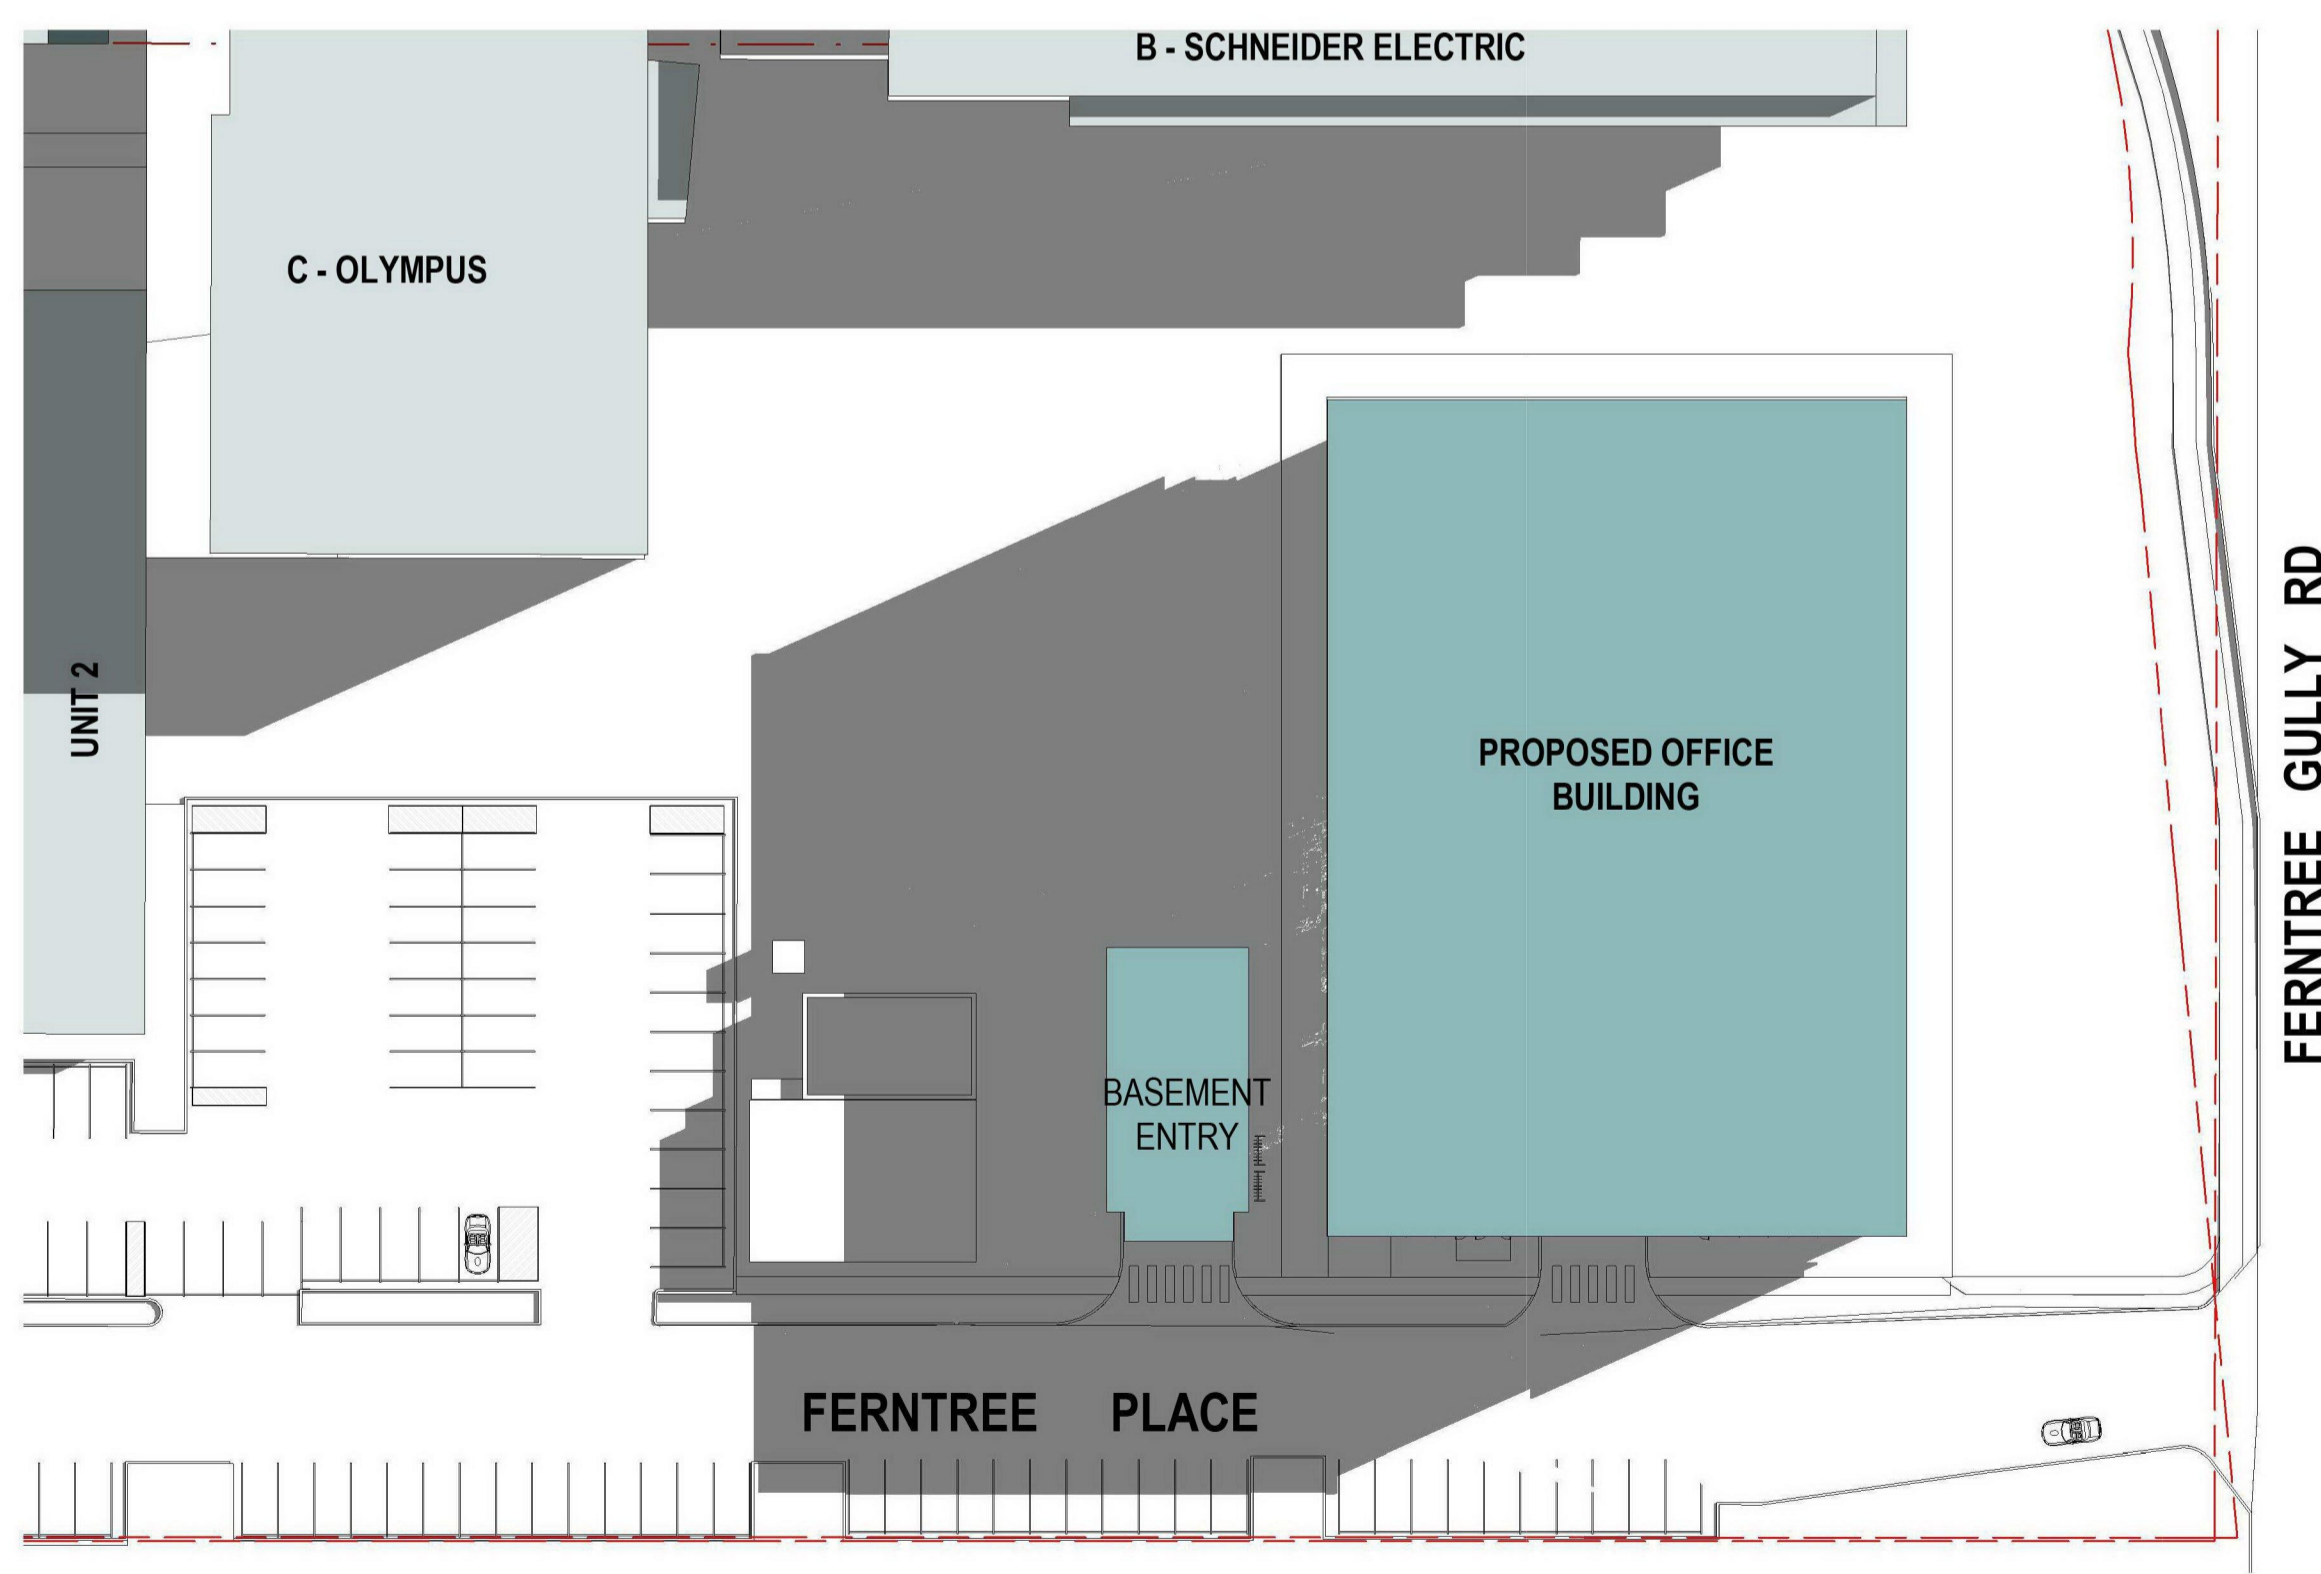 B - SCHNEIDER ELECTRIC
C - OLYMPUS
UNIT 2
PROPOSED OFFICE
BUILDING
FERNTREE GULLY RD
BASEMENT
ENTRY
FERNTREE PLACE